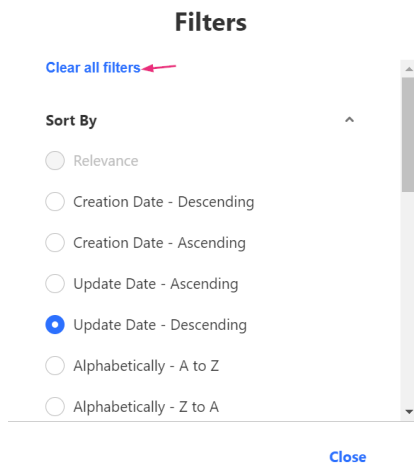 Filters
Clear all filters
Sort By
Relevance
Creation Date - Descending
Creation Date - Ascending
Update Date - Ascending
Update Date - Descending
Alphabetically - A to Z
Alphabetically - Z to A
Close